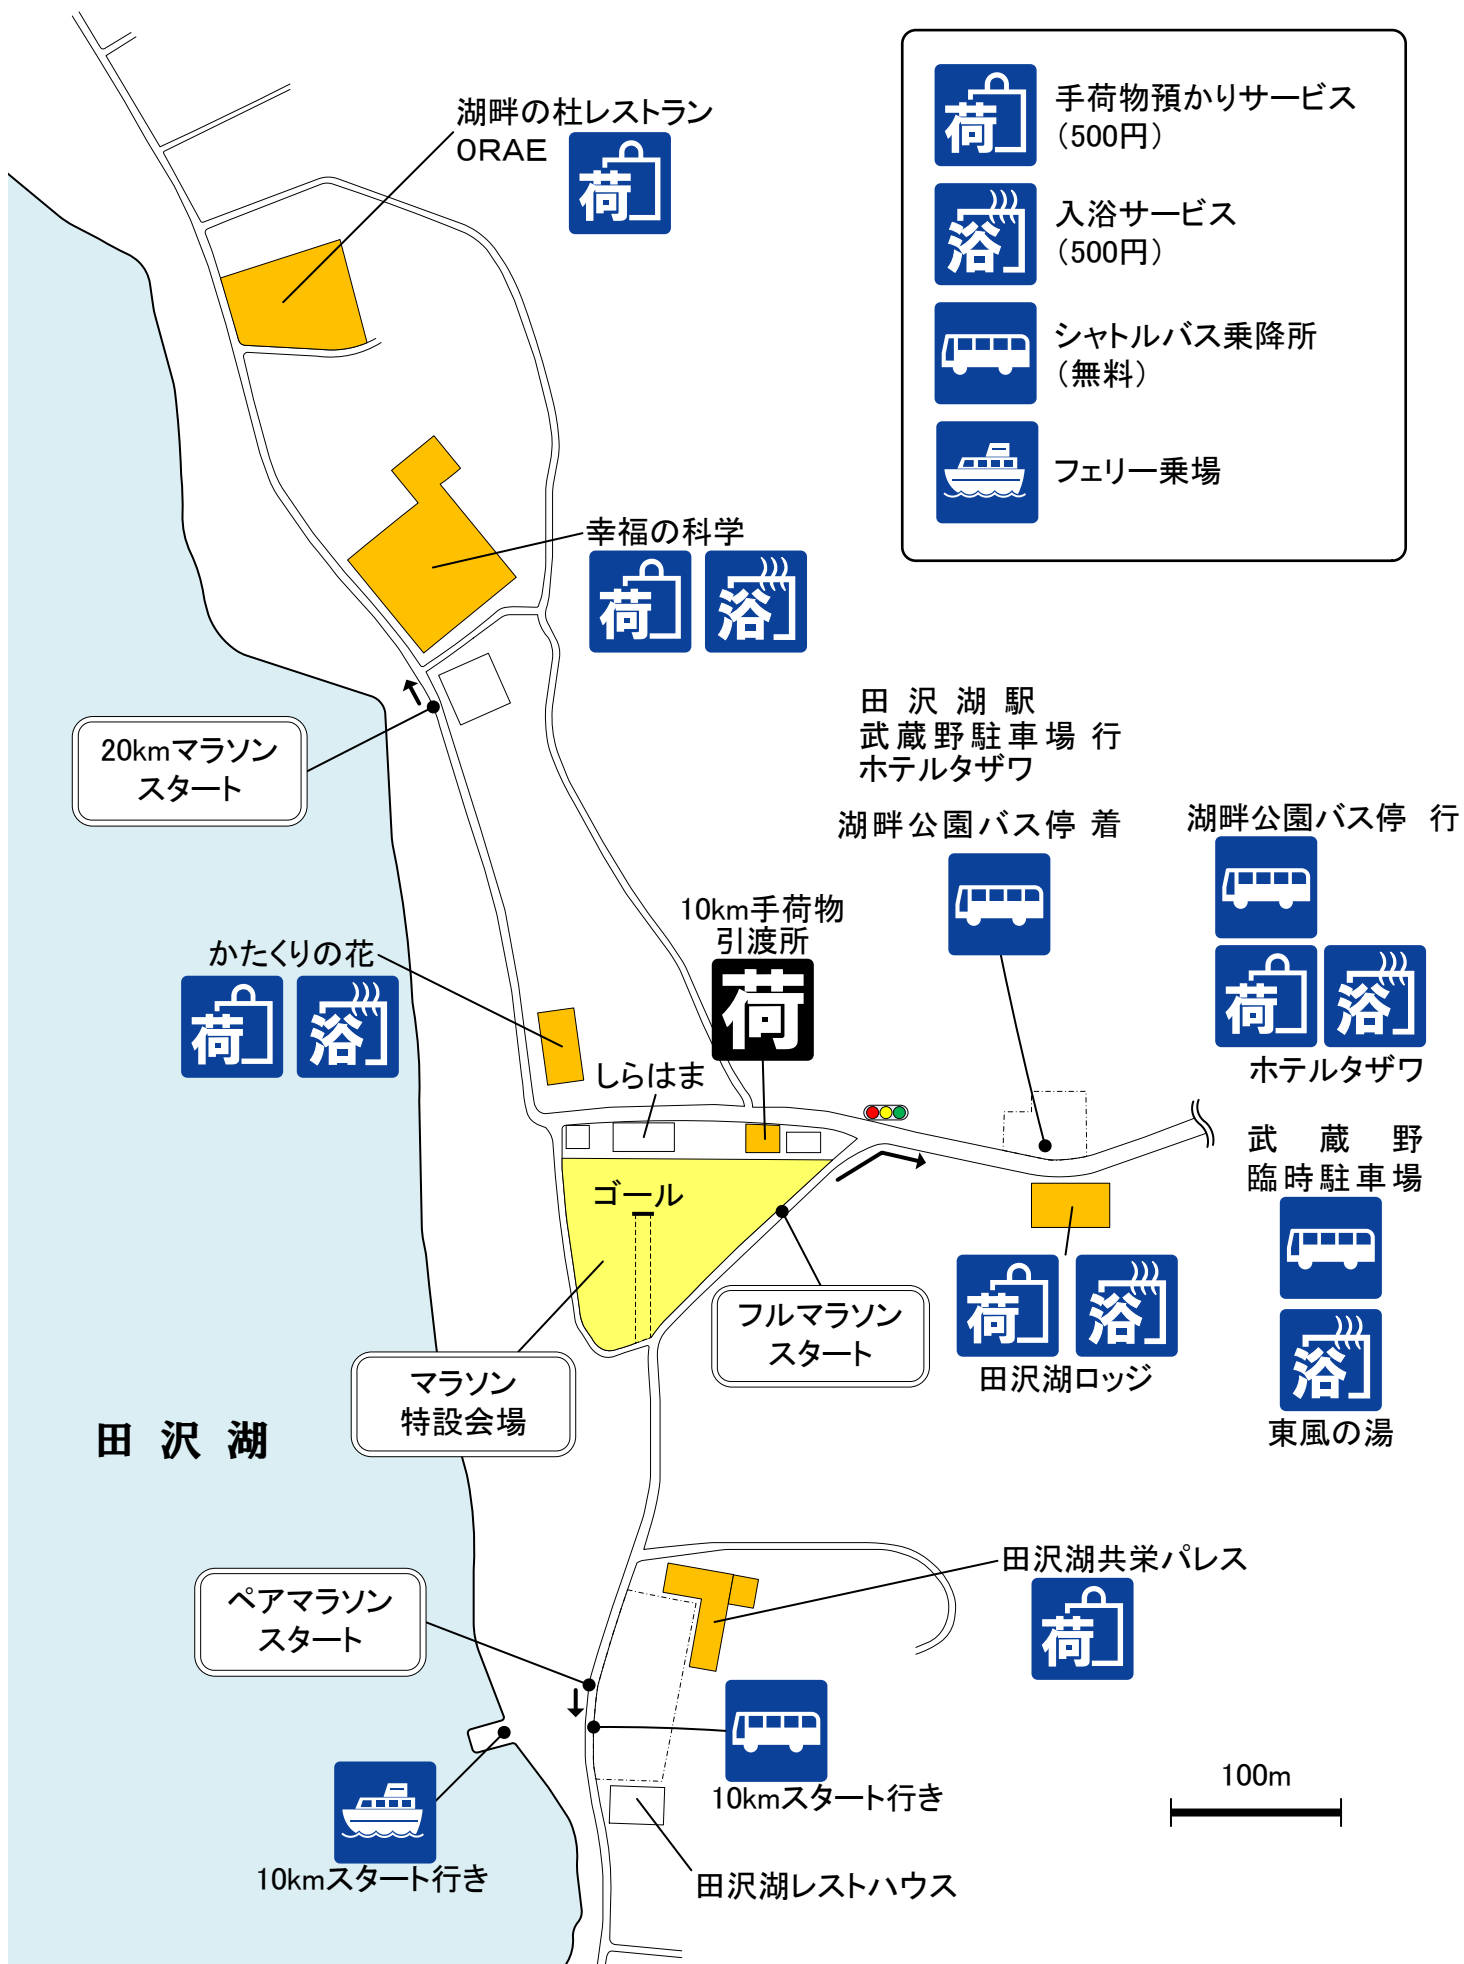 湖畔の杜レストラン
ORAE
荷
荷
手荷物預かりサービス
（500円）
浴
入浴サービス
（500円）
シャトルバス乗降所
（無料）
フェリー乗場
幸福の科学
荷
浴
20kmマラソン
スタート
田沢湖駅
武蔵野駐車場 行
ホテルタザワ
湖畔公園バス停 着
湖畔公園バス停 行
荷
浴
ホテルタザワ
10km手荷物
引渡所
荷
かたくりの花
荷
浴
しらはま
武蔵野
臨時駐車場
浴
東風の湯
ゴール
フルマラソン
スタート
荷
浴
田沢湖ロッジ
マラソン
特設会場
田沢湖
田沢湖共栄パレス
荷
ペアマラソン
スタート
10kmスタート行き
10kmスタート行き
田沢湖レストハウス
100m